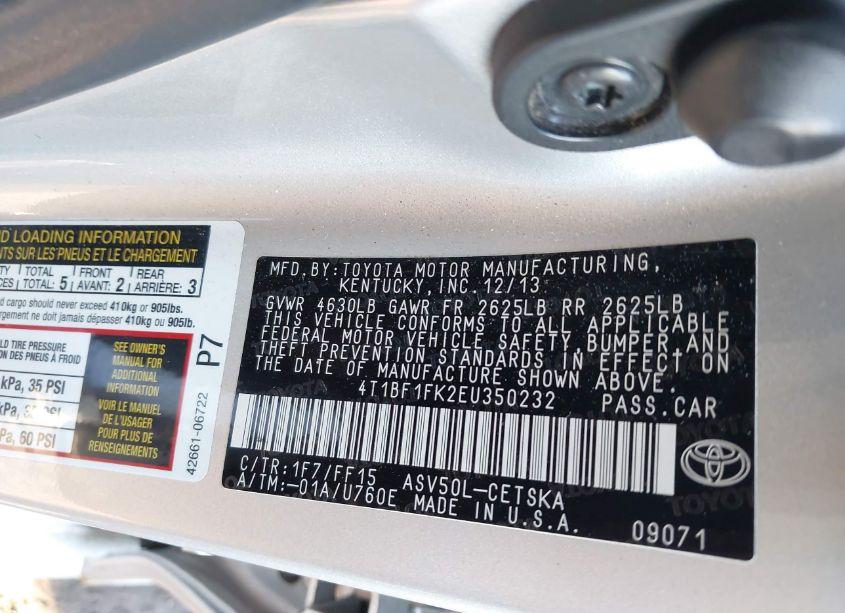 D LOADING INFORMATION
TS SUR LES PNEUS ET LE CHARGEMENT
TOTAL FRONT REAR
TOTAL: 5 AVANT: 2 ARRIÈRE: 3
d cargo should never exceed 410kg or 905lbs.
argement ne doit jamais dépasser 410kg ou 905lb.
LD TIRE PRESSURE
ON DES PNEUS À FROID
kPa, 35 PSI
kPa,
Pa, 60 PSI
SEE OWNER'S
MANUAL FOR
ADDITIONAL
INFORMATION
VOIR LE MANUEL
DE L'USAGER
POUR PLUS DE
RENSEIGNEMENTS
P7
42661-06722
MFD.BY:TOYOTA MOTOR MANUFACTURING,
KENTUCKY,INC.12/13
GVWR 4630LB GAWR FR 2625LB RR 2625LB
THIS VEHICLE CONFORMS TO ALL APPLICABLE
FEDERAL MOTOR VEHICLE SAFETY, BUMPER AND
THEFT PREVENTION STANDARDS IN EFFECT ON
THE DATE OF MANUFACTURE SHOWN ABOVE.
4T1BF1FK2EU350232 PASS.CAR
C/TR:1F7/FF15 ASV50L-CETSKA
A/TM:-01A/U760E MADE IN U.S.A.
TOYOTA
09071